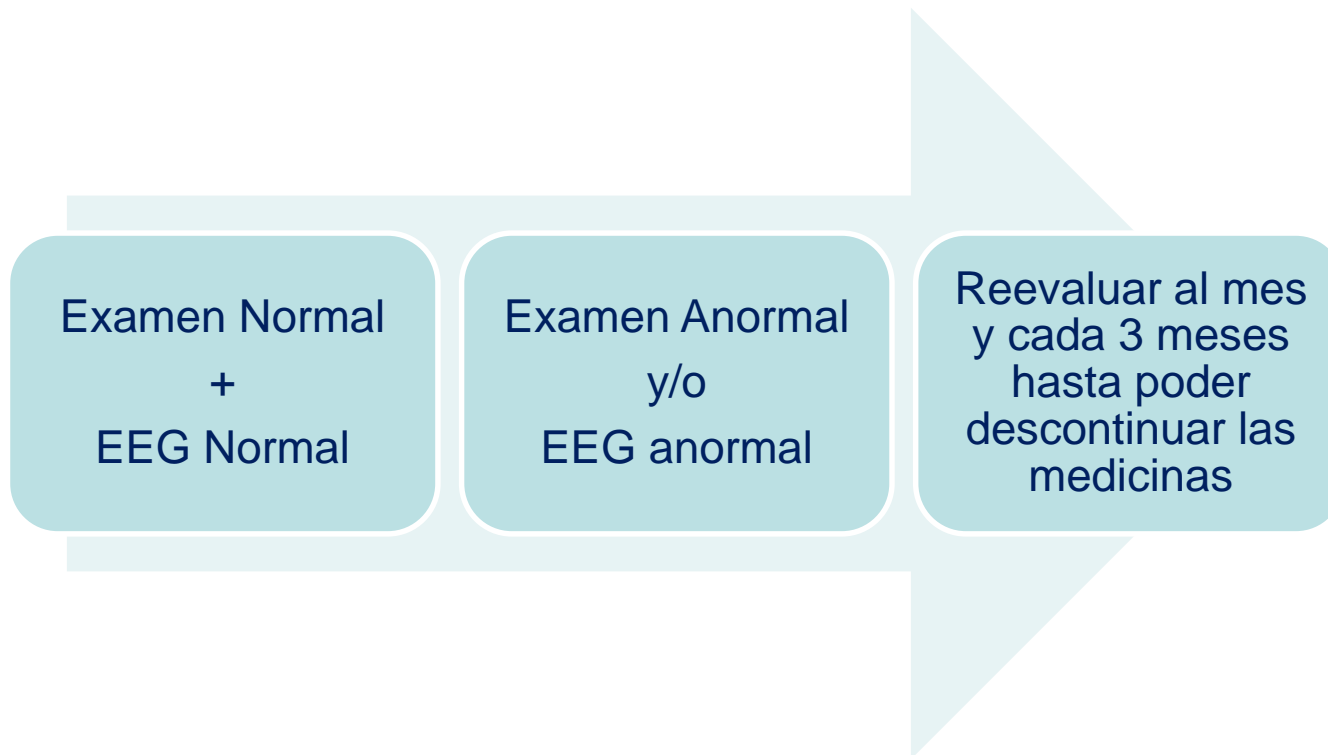 Examen Normal
+
EEG Normal
Examen Anormal
y/o
EEG anormal
Reevaluar al mes
y cada 3 meses
hasta poder
descontinuar las
medicinas